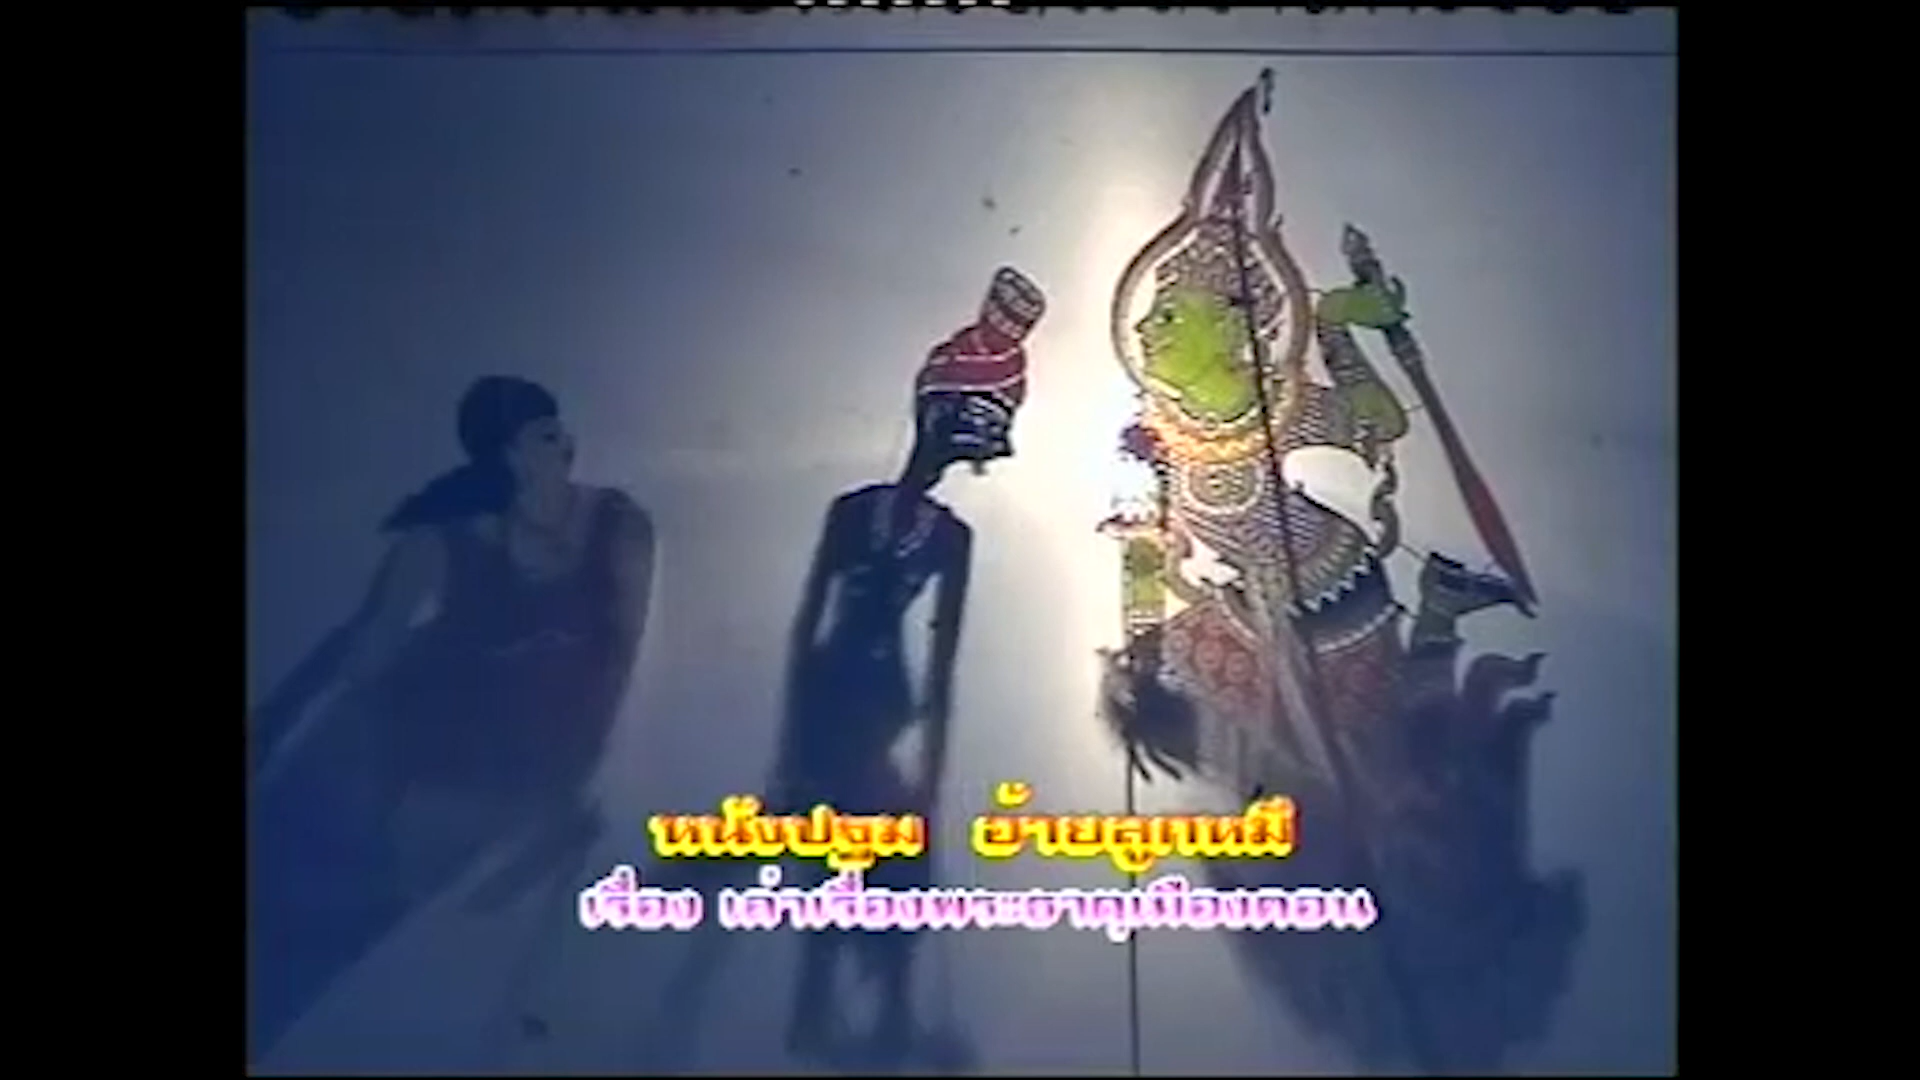 หนังปฐม อ้ายลูกหมี
เรื่อง เล่าเรื่องพระธาตุเมืองคอน